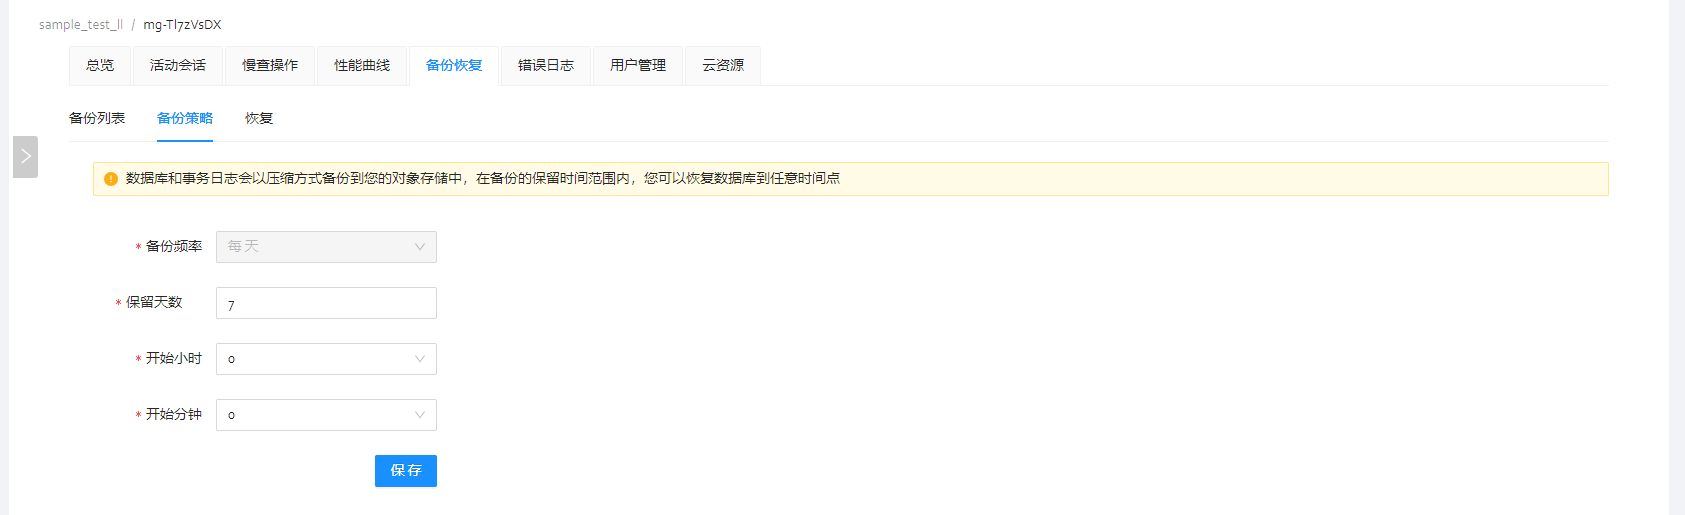 sample_test_ll / mg-Tl7zVsDX
总览 活动会话 慢查操作 性能曲线 备份恢复 错误日志 用户管理 云资源
备份列表 备份策略 恢复
数据库和事务日志会以压缩方式备份到您的对象存储中，在备份的保留时间范围内，您可以恢复数据库到任意时间点
* 备份频率 每天
* 保留天数 7
* 开始小时 0
* 开始分钟 0
保存